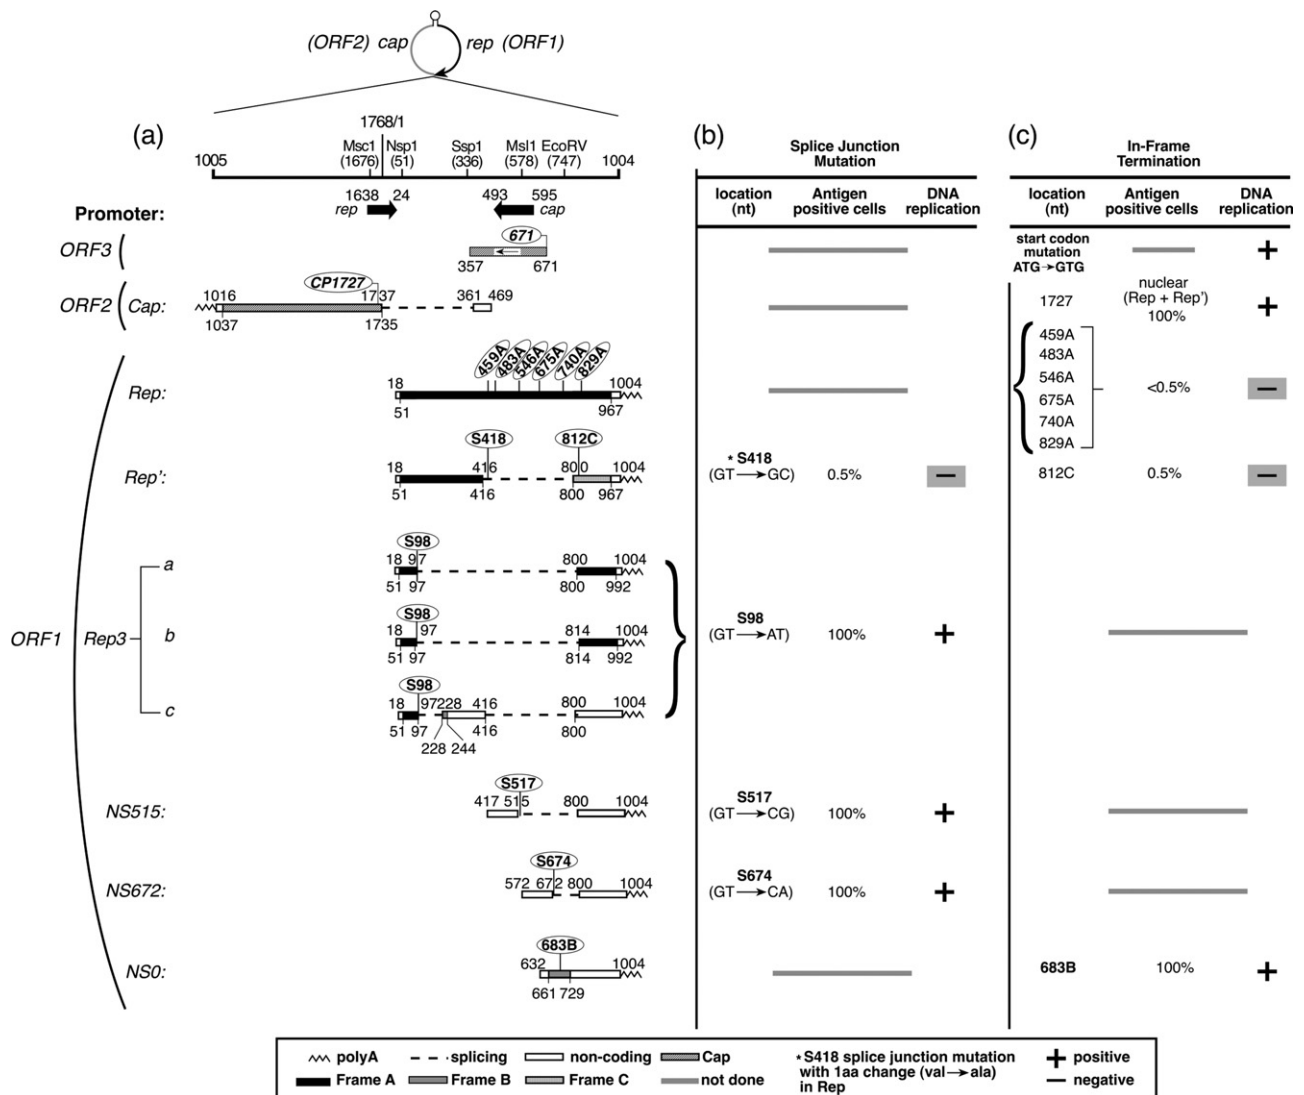 (ORF2) cap rep (ORF1)
(a)
1768/1
Msc1 Nsp1 Ssp1 Msl1 EcoRV
1005 (1676) (51) (336) (578) (747) 1004
1638 24 493 595
Promoter: rep cap
671
ORF3
357 671
CP1727
1016 1737 361 469
ORF2 Cap:
1037 1735
459A 483A 546A 675A 740A 829A
18 1004
Rep:
51 967
S418 812C
18 416 800 1004
Rep':
51 416 800 967
S98
18 97 800 1004
a
51 97 800 992
S98
18 97 814 1004
ORF1 Rep3 b
51 97 814 992
S98
18 97 228 416 800 1004
c
51 97 416 800
228 244
S517
417 515 800 1004
NS515:
S674
572 672 800 1004
NS672:
683B
632 1004
NS0:
661 729
(b)
Splice Junction
Mutation
location Antigen DNA
(nt) positive cells replication
* S418
(GT → GC) 0.5% −
S98
(GT → AT) 100% +
S517
(GT → CG) 100% +
S674
(GT → CA) 100% +
(c)
In-Frame
Termination
location Antigen DNA
(nt) positive cells replication
start codon
mutation
ATG→GTG +
nuclear
1727 (Rep + Rep') +
100%
459A
483A
546A
<0.5% −
675A
740A
829A
812C 0.5% −
683B 100% +
polyA splicing non-coding Cap
Frame A Frame B Frame C not done
* S418 splice junction mutation
with 1aa change (val→ala)
in Rep
+ positive
− negative